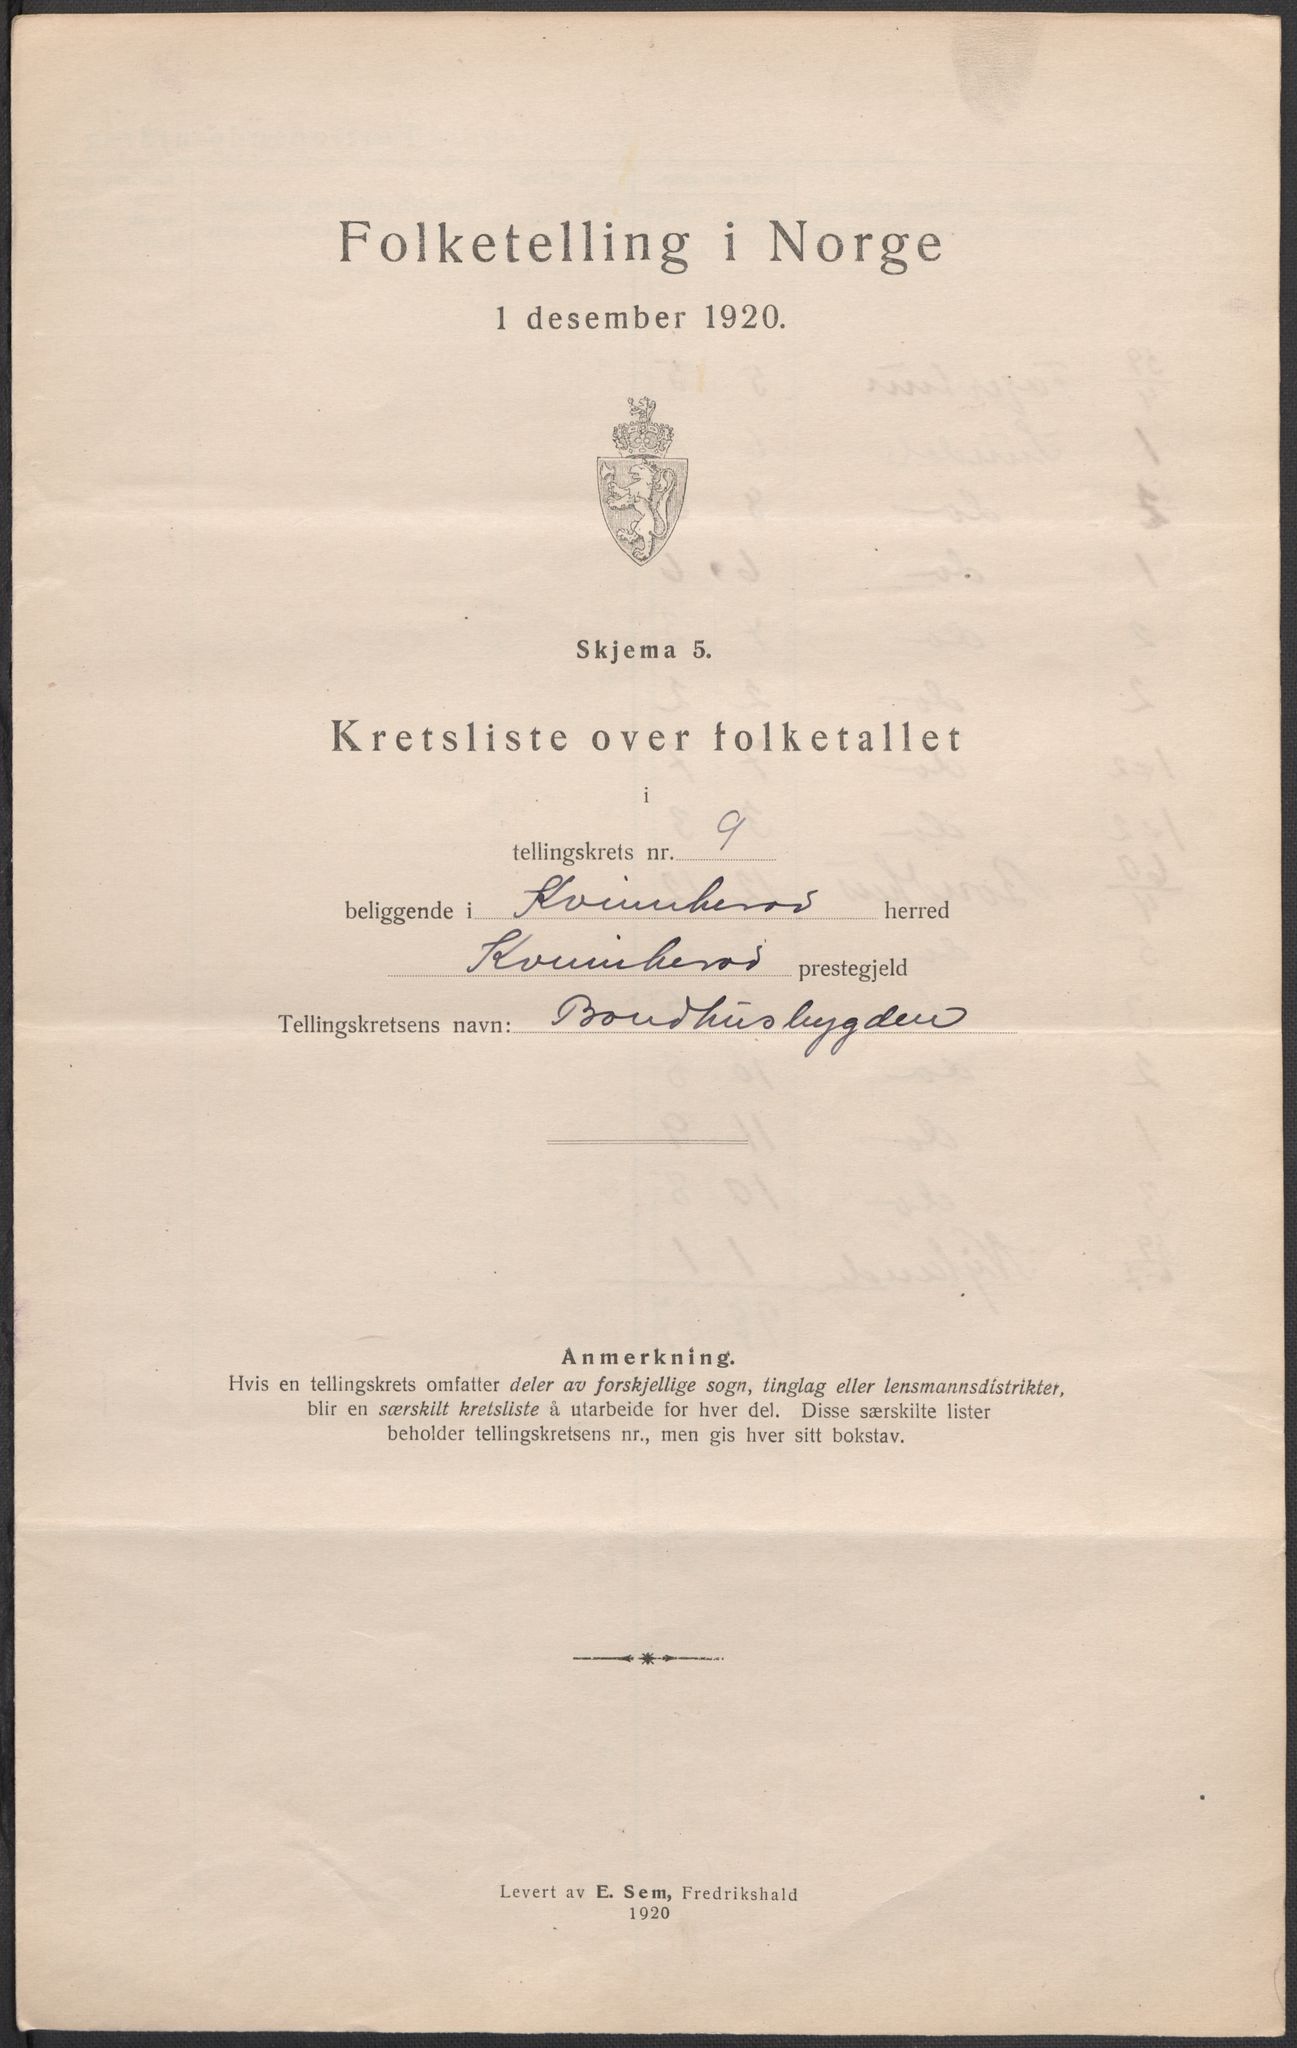 Folketelling i Norge
1 desember 1920.
Skjema 5.
Kretsliste over folketallet
i
tellingskrets nr. 9
beliggende i Kvinnherad herred
Kvinnherad prestegjeld
Tellingskretsens navn: Bondhusbygden
Anmerkning.
Hvis en tellingskrets omfatter deler av forskjellige sogn, tinglag eller lensmannsdistrikter,
blir en særskilt kretsliste å utarbeide for hver del. Disse særskilte lister
beholder tellingskretsens nr., men gis hver sitt bokstav.
Levert av E. Sem, Fredrikshald
1920